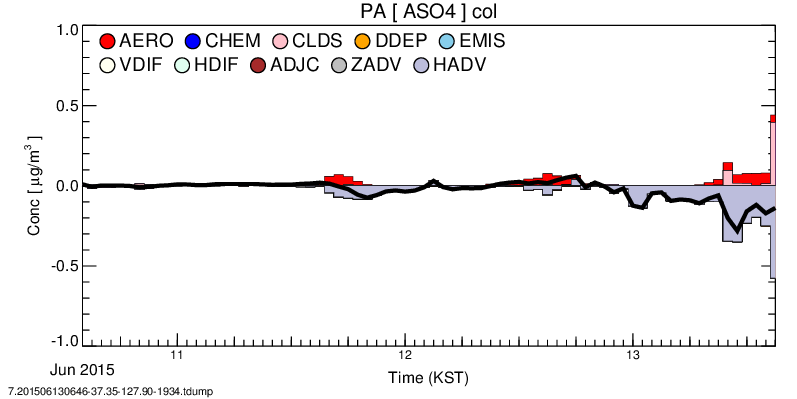 PA [ ASO4 ] col
1.0
AERO CHEM CLDS DDEP EMIS
VDIF HDIF ADJC ZADV HADV
0.5
Conc [ μg/m³ ]
0.0
-0.5
-1.0
11 12 13
Jun 2015
Time (KST)
7.201506130646-37.35-127.90-1934.tdump